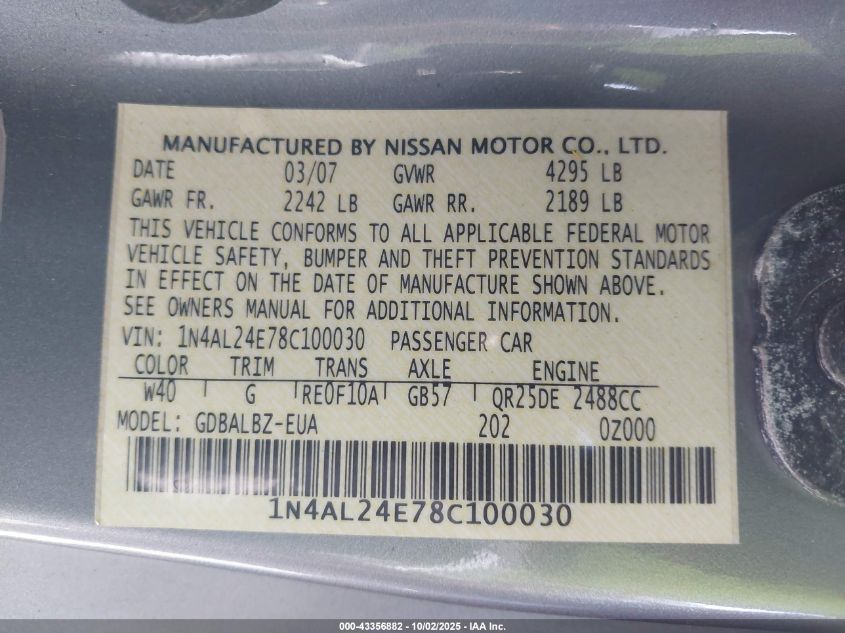 MANUFACTURED BY NISSAN MOTOR CO., LTD.
DATE 03/07 GVWR 4295 LB
GAWR FR. 2242 LB GAWR RR. 2189 LB
THIS VEHICLE CONFORMS TO ALL APPLICABLE FEDERAL MOTOR
VEHICLE SAFETY, BUMPER AND THEFT PREVENTION STANDARDS
IN EFFECT ON THE DATE OF MANUFACTURE SHOWN ABOVE.
SEE OWNERS MANUAL FOR ADDITIONAL INFORMATION.
VIN: 1N4AL24E78C100030 PASSENGER CAR
COLOR TRIM TRANS AXLE ENGINE
W40 G RE0F10A GB57 QR25DE 2488CC
MODEL: GDBALBZ-EUA 202 0Z000
1N4AL24E78C100030
000-43356882 - 10/02/2025 - IAA Inc.